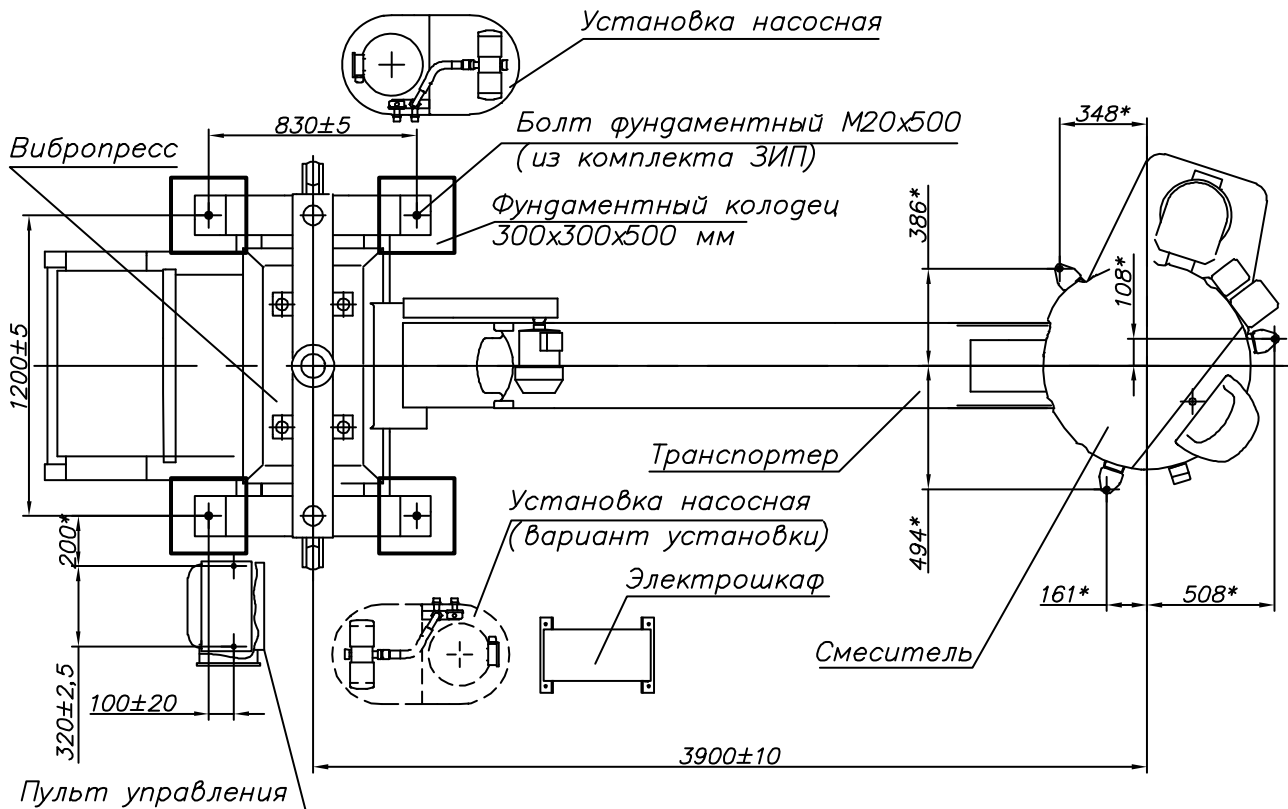 Установка насосная
830±5
Болт фундаментный М20х500
(из комплекта ЗИП)
348*
Вибропресс
Фундаментный колодец
300х300х500 мм
386*
108*
1200±5
Транспортер
Установка насосная
(вариант установки)
200*
494*
Электрошкаф
161*
508*
Смеситель
320±2,5
100±20
3900±10
Пульт управления